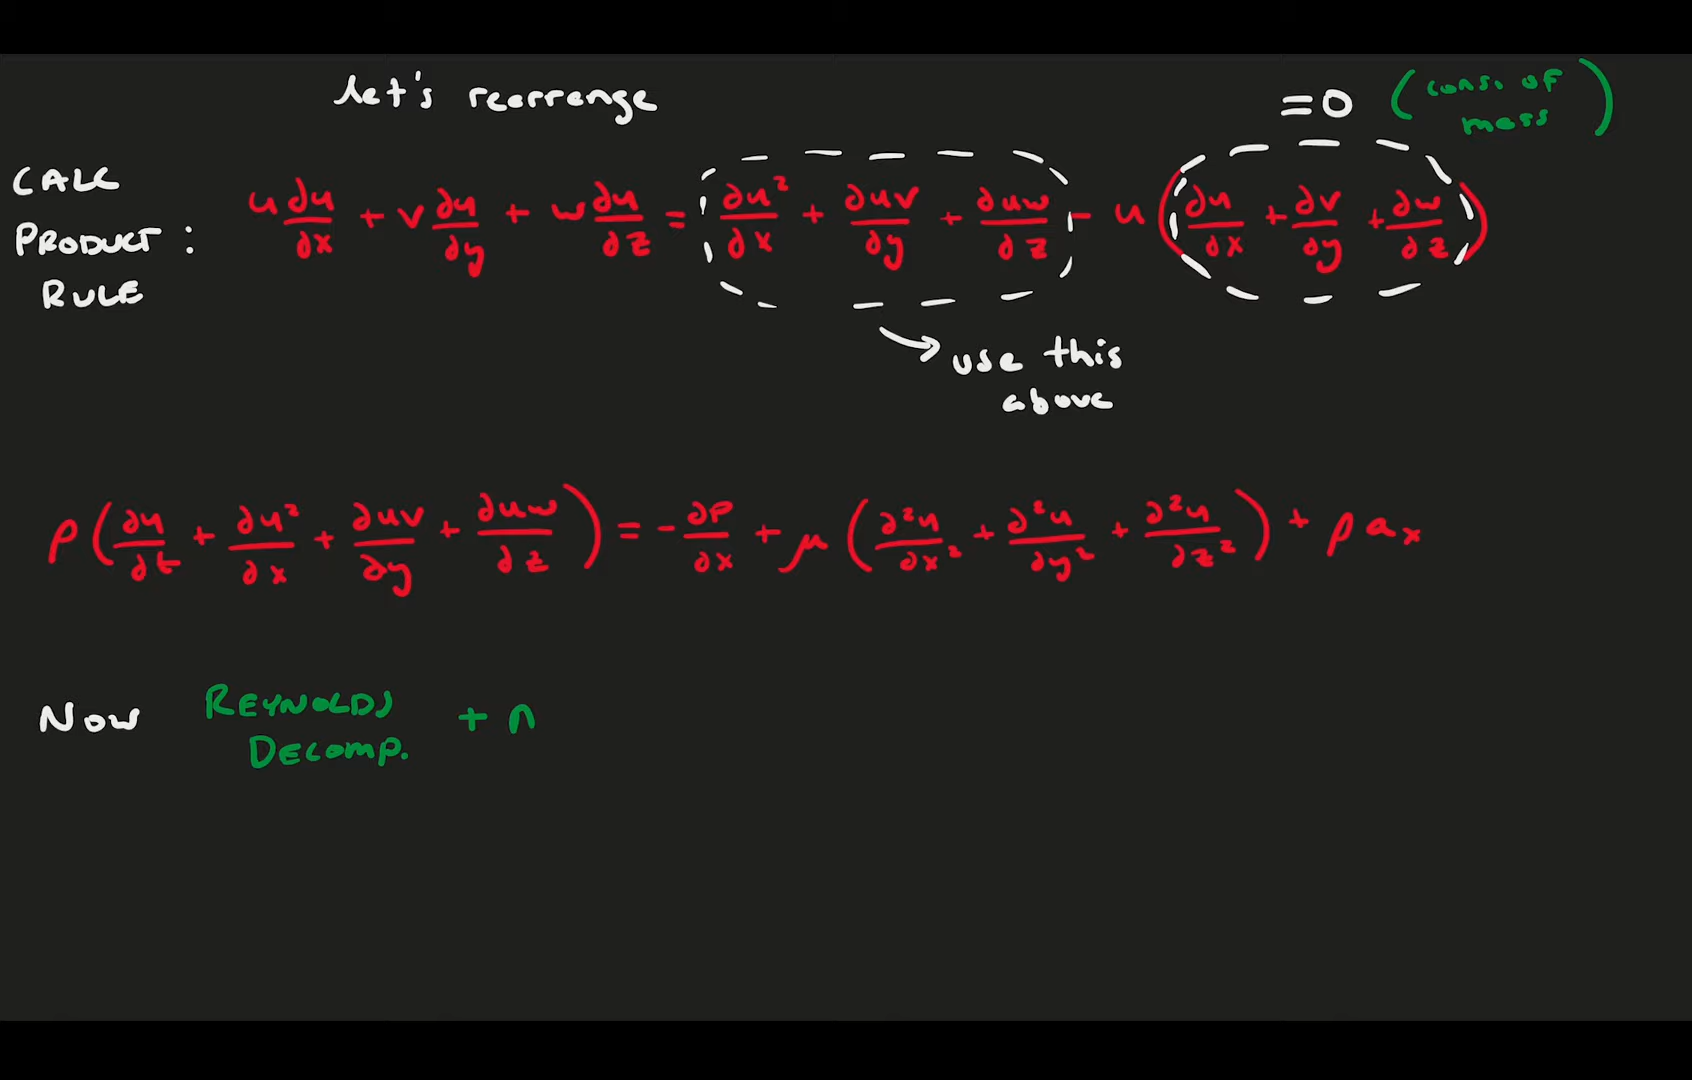 let's rearrange
=0 (cons. of mass)
CALC PRODUCT RULE: u ∂u/∂x + v ∂u/∂y + w ∂u/∂z = ∂u²/∂x + ∂uv/∂y + ∂uw/∂z - u(∂u/∂x + ∂v/∂y + ∂w/∂z)
use this
above
ρ(∂u/∂t + ∂u²/∂x + ∂uv/∂y + ∂uw/∂z) = -∂P/∂x + μ(∂²u/∂x² + ∂²u/∂y² + ∂²u/∂z²) + ρax
Now REYNOLDS DECOMP. + n